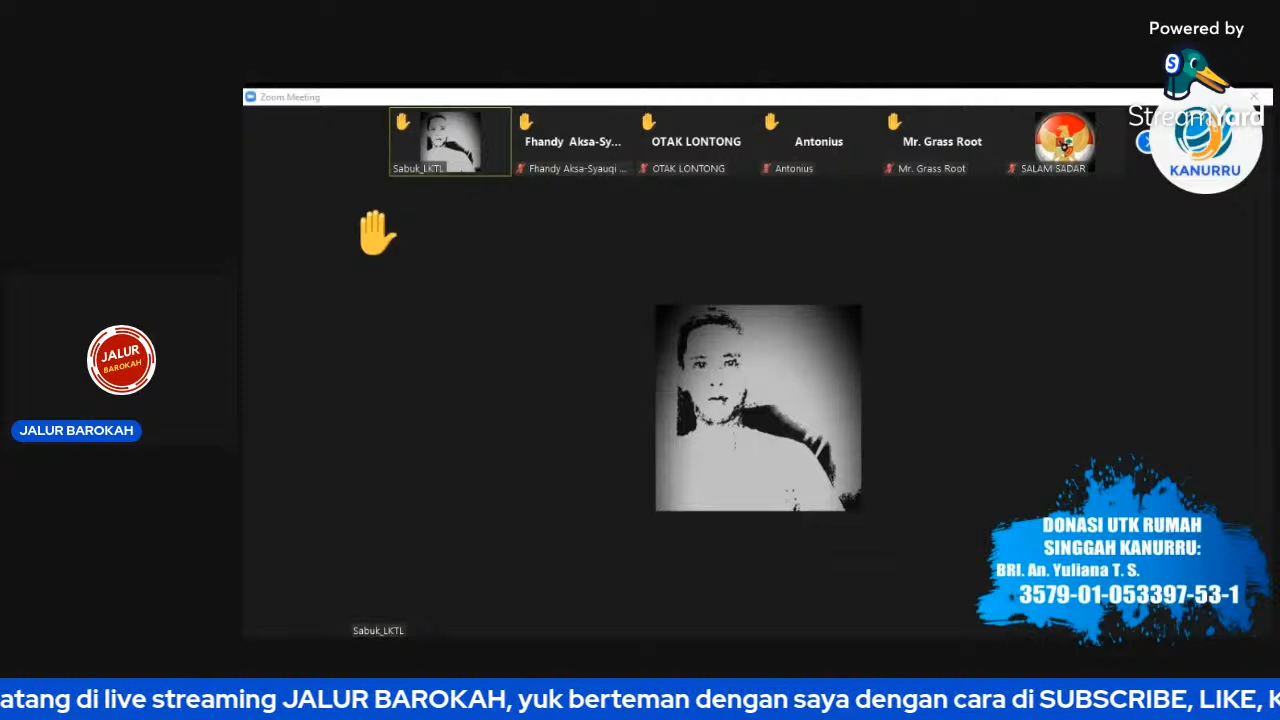 Powered by
StreamYard
KANURRU
Zoom Meeting
Fhandy Aksa-Sy...
OTAK LONTONG
Antonius
Mr. Grass Root
Sabuk_LKTL
Fhandy Aksa-Syauqi ...
OTAK LONTONG
Antonius
Mr. Grass Root
SALAM SADAR
JALUR
BAROKAH
JALUR BAROKAH
DONASI UTK RUMAH
SINGGAH KANURRU:
BRI. An. Yuliana T. S.
3579-01-053397-53-1
Sabuk_LKTL
atang di live streaming JALUR BAROKAH, yuk berteman dengan saya dengan cara di SUBSCRIBE, LIKE, K